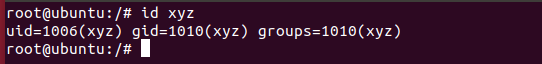 root@ubuntu:/# id xyz
uid=1006(xyz) gid=1010(xyz) groups=1010(xyz)
root@ubuntu:/#